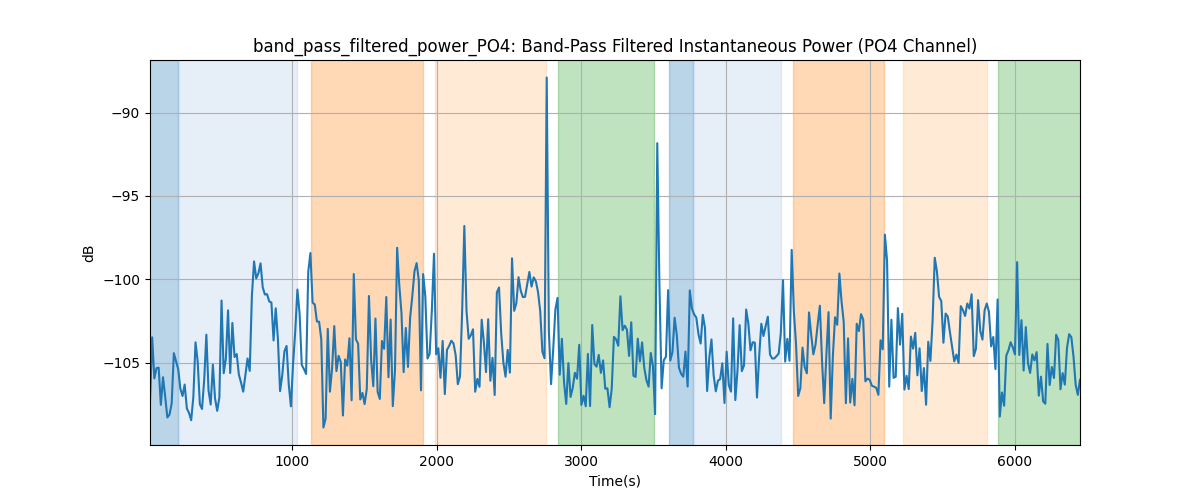 band_pass_filtered_power_PO4: Band-Pass Filtered Instantaneous Power (PO4 Channel)
−90
−95
−100
−105
dB
1000 2000 3000 4000 5000 6000
Time(s)